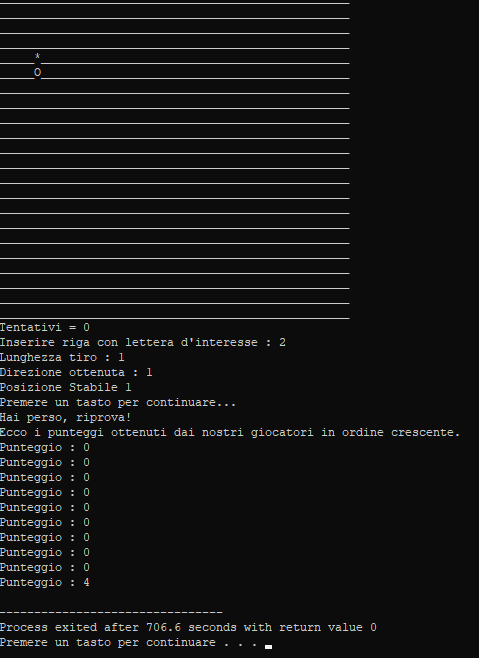 *
O
Tentativi = 0
Inserire riga con lettera d'interesse : 2
Lunghezza tiro : 1
Direzione ottenuta : 1
Posizione Stabile 1
Premere un tasto per continuare...
Hai perso, riprova!
Ecco i punteggi ottenuti dai nostri giocatori in ordine crescente.
Punteggio : 0
Punteggio : 0
Punteggio : 0
Punteggio : 0
Punteggio : 0
Punteggio : 0
Punteggio : 0
Punteggio : 0
Punteggio : 0
Punteggio : 4
--------------------------------
Process exited after 706.6 seconds with return value 0
Premere un tasto per continuare . . .